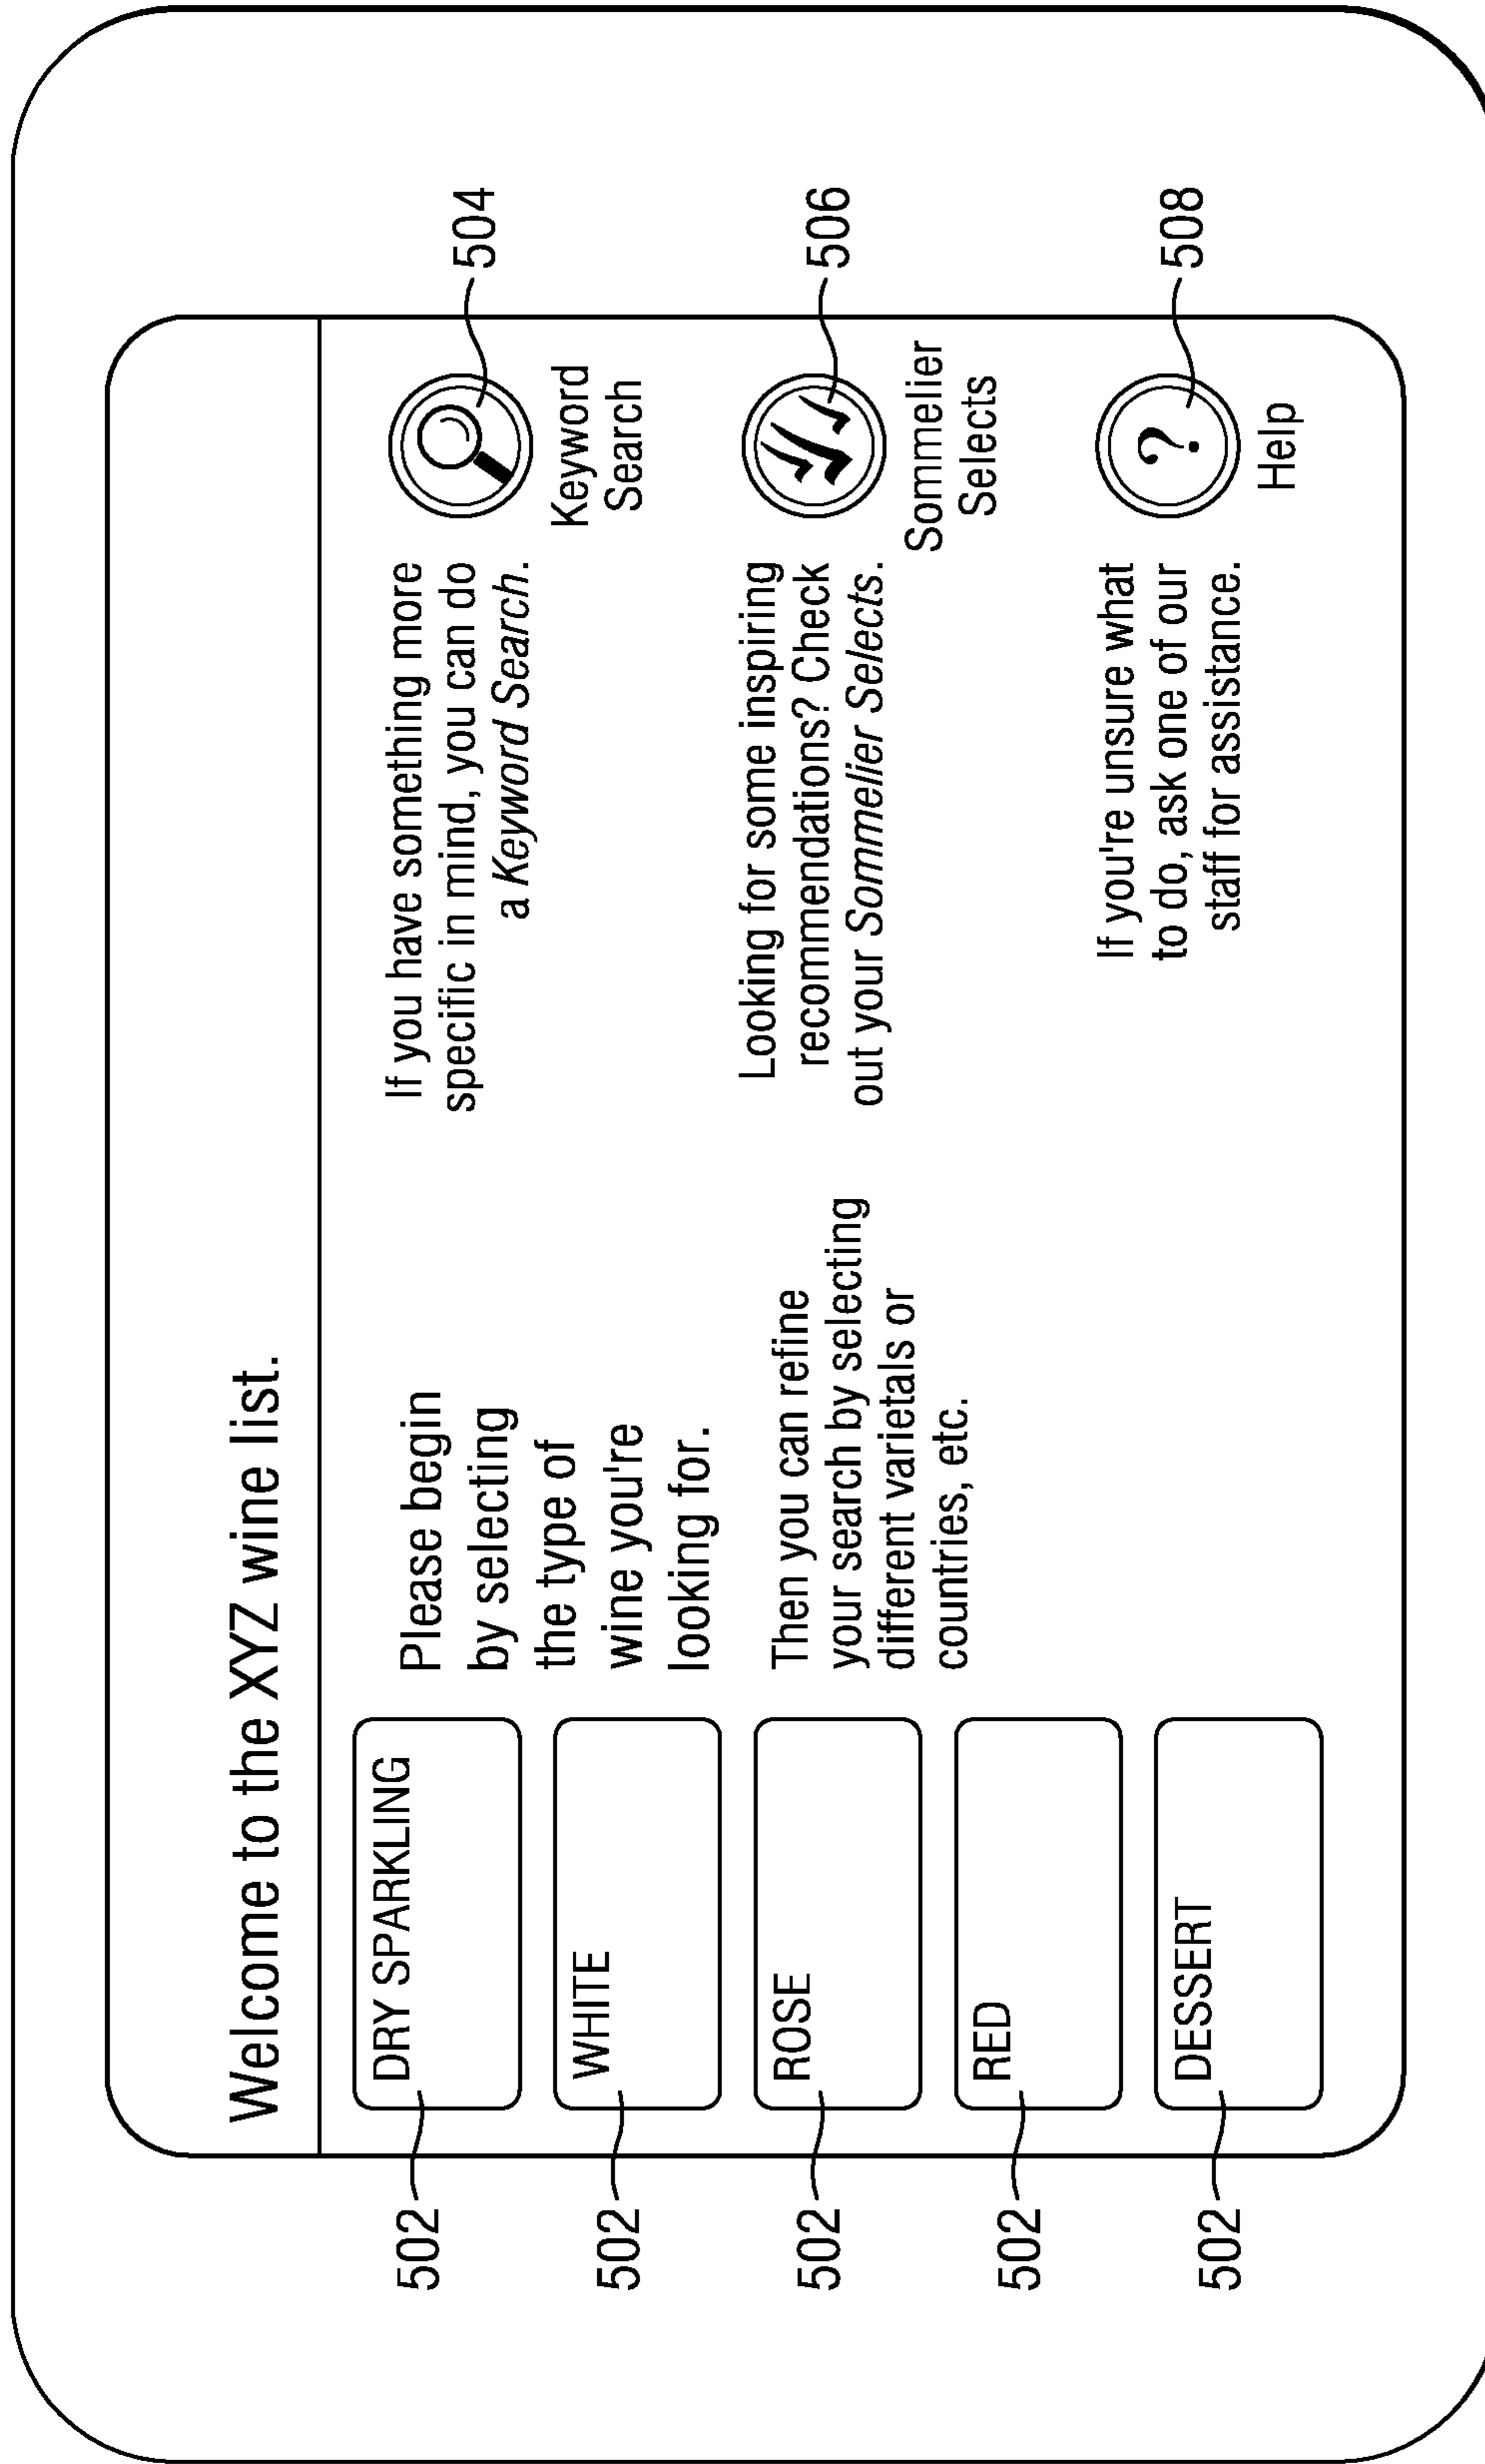 Welcome to the XYZ wine list.
502
DRY SPARKLING
502
WHITE
502
ROSE
502
RED
502
DESSERT
Please begin
by selecting
the type of
wine you're
looking for.
Then you can refine
your search by selecting
different varietals or
countries, etc.
If you have something more
specific in mind, you can do
a Keyword Search.
504
Keyword
Search
Looking for some inspiring
recommendations? Check
out your Sommelier Selects.
506
Sommelier
Selects
If you're unsure what
to do, ask one of our
staff for assistance.
508
?
Help